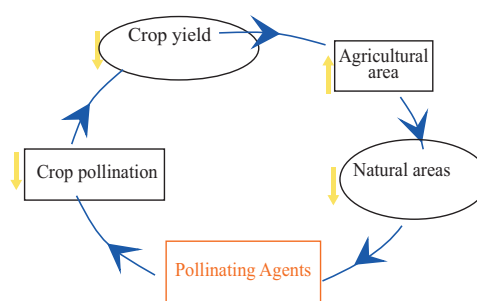 Crop yield
Agricultural
area
Natural areas
Pollinating Agents
Crop pollination